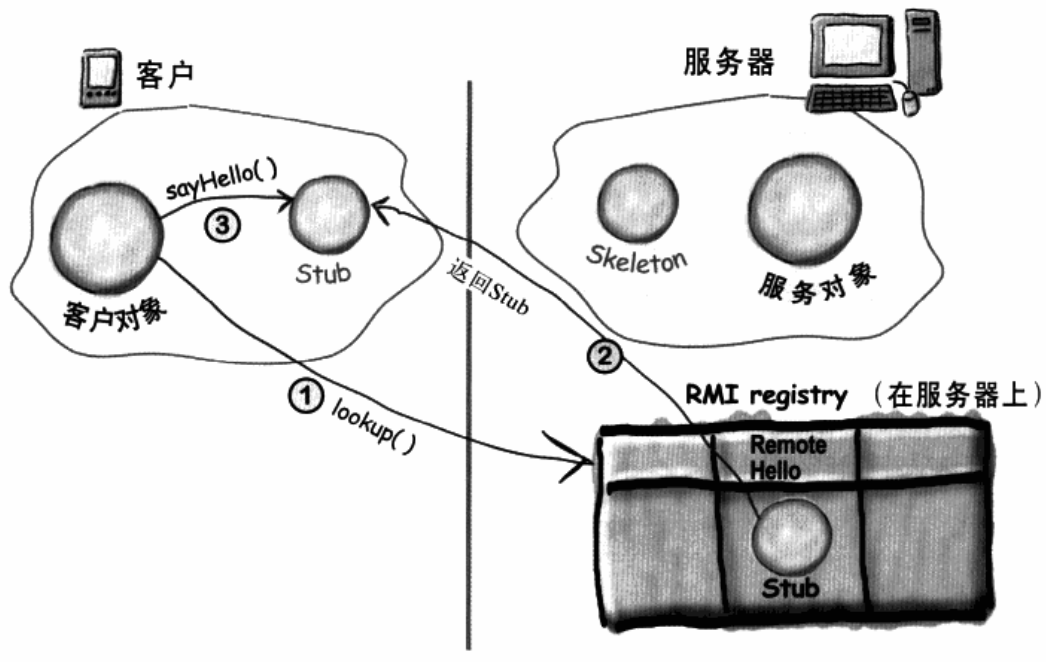 客户
服务器
sayHello()
③
Stub
客户对象
Skeleton
服务对象
返回Stub
②
①
lookup()
RMI registry （在服务器上）
Remote
Hello
Stub